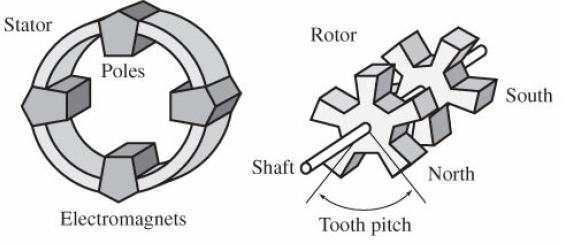 Stator
Poles
Electromagnets
Rotor
South
Shaft
North
Tooth pitch